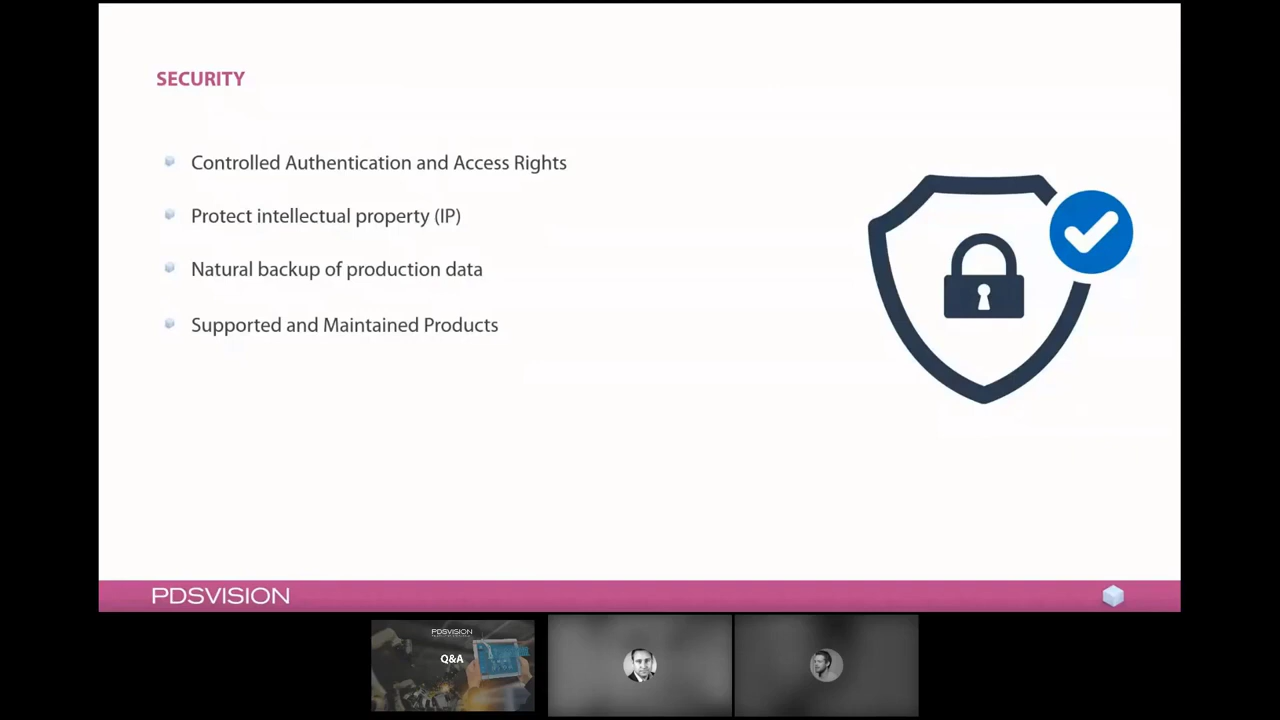 SECURITY
Controlled Authentication and Access Rights
Protect intellectual property (IP)
Natural backup of production data
Supported and Maintained Products
PDSVISION
PDSVISION
Q&A